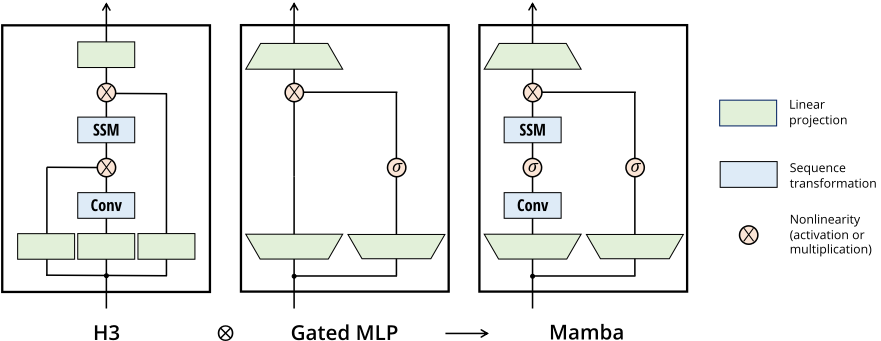 SSM
Conv
H3
σ
Gated MLP
SSM
σ
σ
Conv
Mamba
Linear
projection
Sequence
transformation
Nonlinearity
(activation or
multiplication)